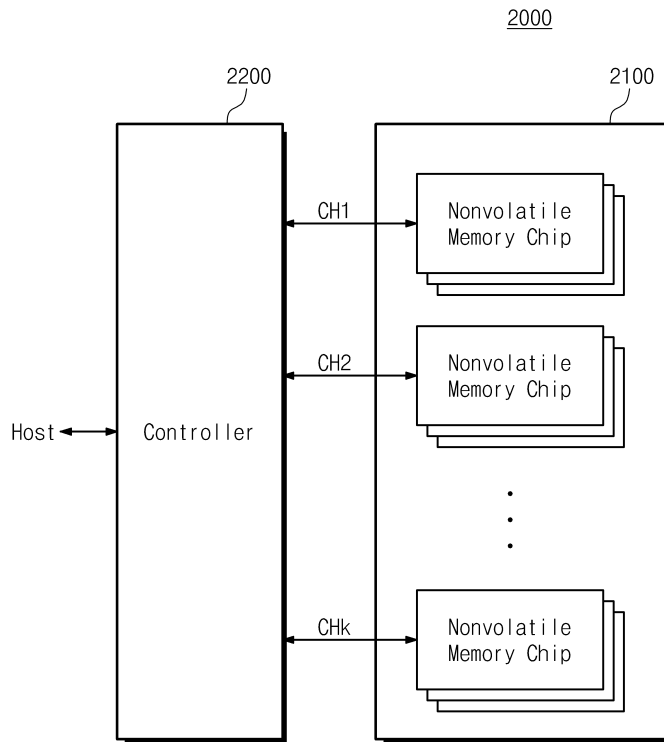 2000
2200
2100
CH1
Nonvolatile
Memory Chip
CH2
Nonvolatile
Memory Chip
Host
Controller
CHk
Nonvolatile
Memory Chip